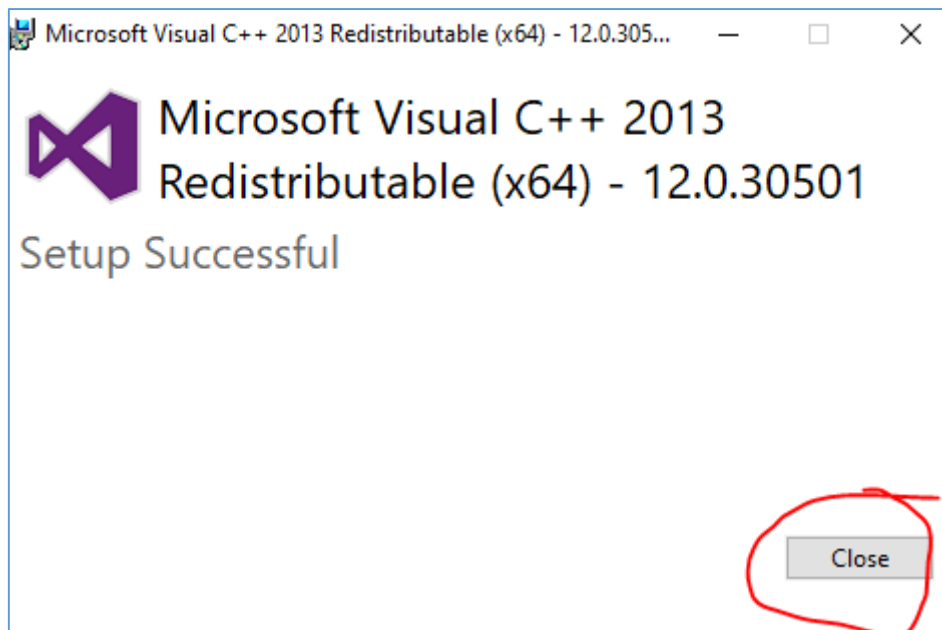 Microsoft Visual C++ 2013 Redistributable (x64) - 12.0.305...
Microsoft Visual C++ 2013
Redistributable (x64) - 12.0.30501
Setup Successful
Close